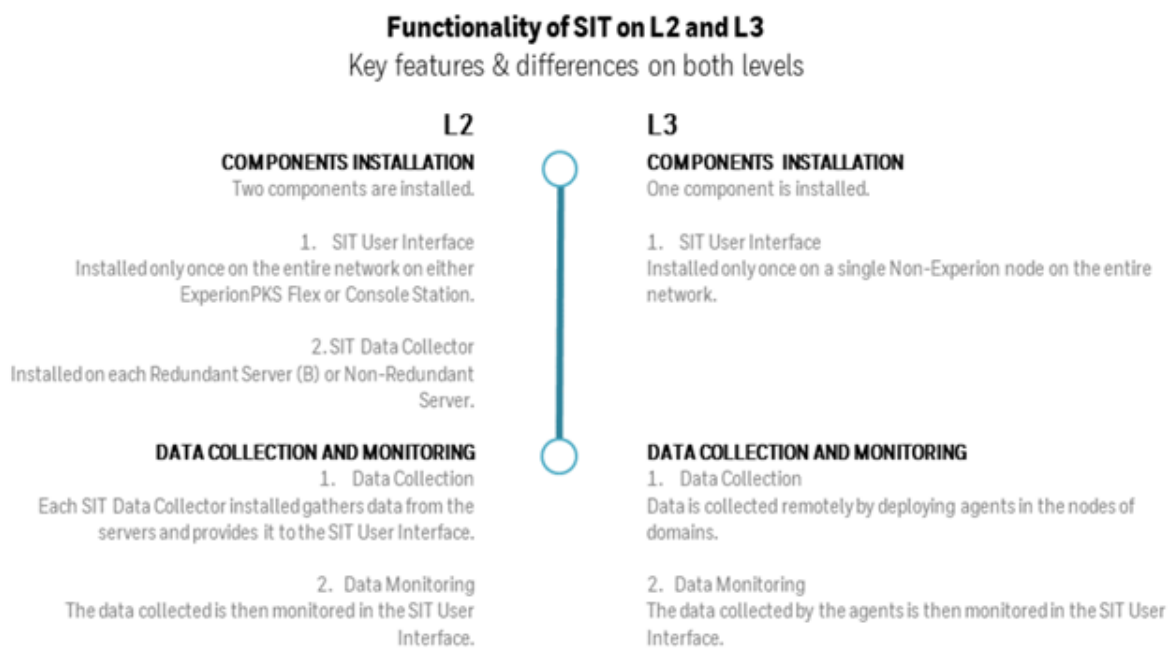 Functionality of SIT on L2 and L3
Key features & differences on both levels
L2
COMPONENTS INSTALLATION
Two components are installed.
1. SIT User Interface
Installed only once on the entire network on either
ExperionPKS Flex or Console Station.
2. SIT Data Collector
Installed on each Redundant Server (B) or Non-Redundant
Server.
DATA COLLECTION AND MONITORING
1. Data Collection
Each SIT Data Collector installed gathers data from the
servers and provides it to the SIT User Interface.
2. Data Monitoring
The data collected is then monitored in the SIT User
Interface.
L3
COMPONENTS INSTALLATION
One component is installed.
1. SIT User Interface
Installed only once on a single Non-Experion node on the entire
network.
DATA COLLECTION AND MONITORING
1. Data Collection
Data is collected remotely by deploying agents in the nodes of
domains.
2. Data Monitoring
The data collected by the agents is then monitored in the SIT User
Interface.